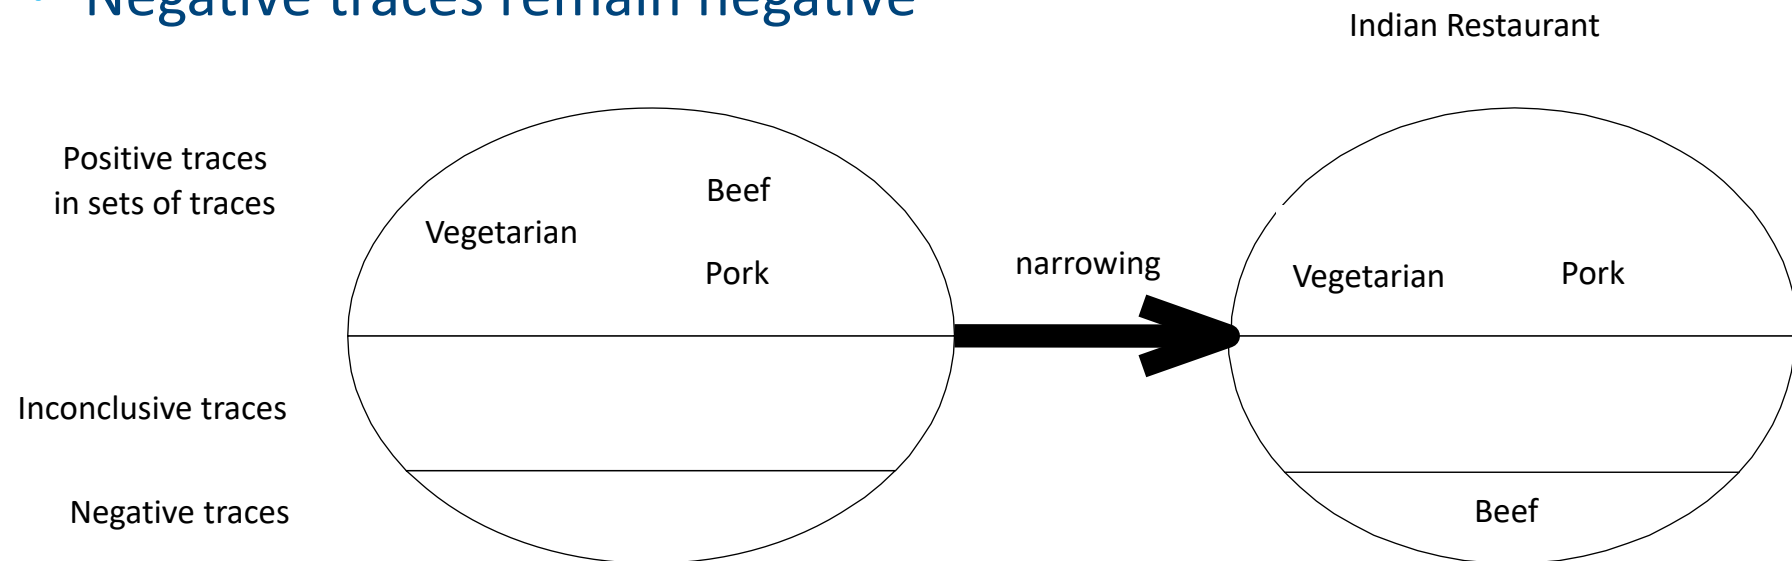 • Negative traces remain negative
Indian Restaurant
Positive traces
in sets of traces
Beef
Vegetarian
Pork
narrowing
Vegetarian
Pork
Inconclusive traces
Negative traces
Beef